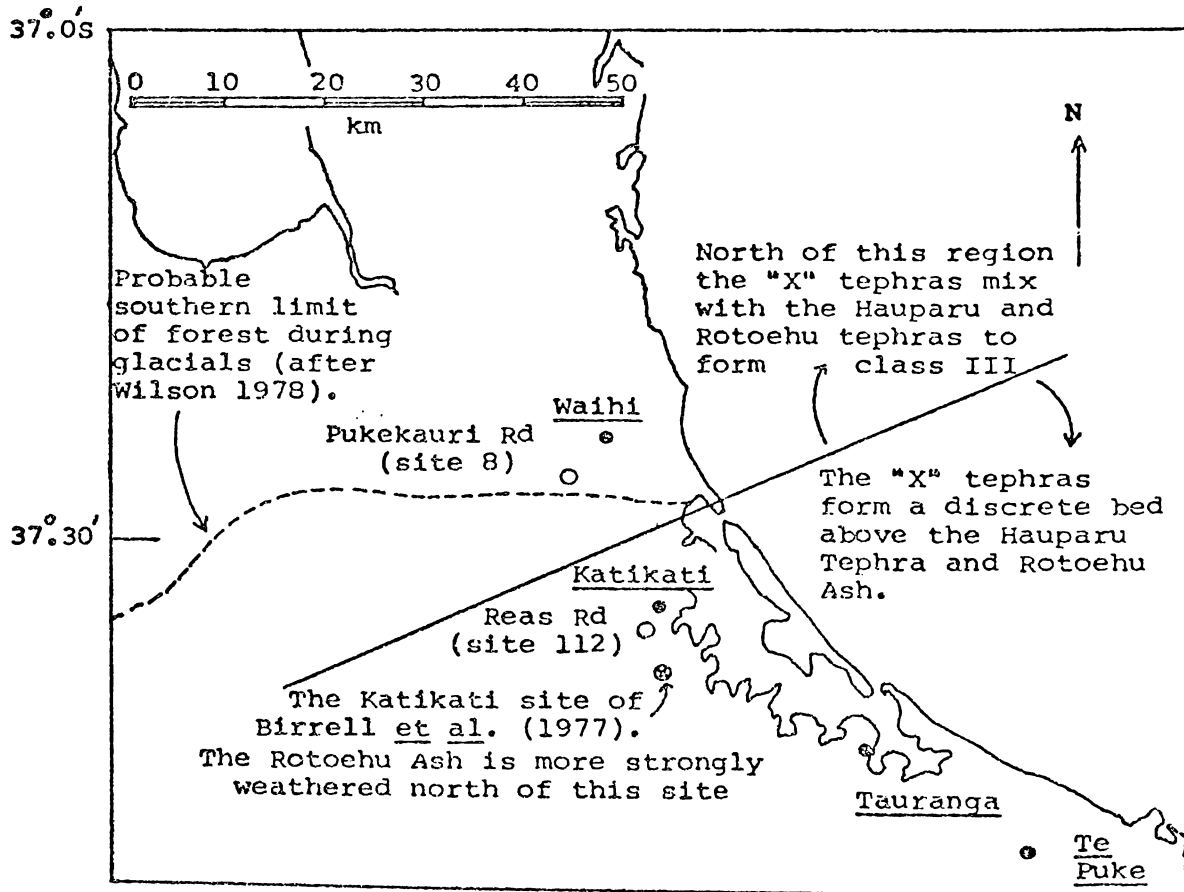 37°.0's
0 10 20 30 40 50
km
N
Probable
southern limit
of forest during
glacials (after
Wilson 1978).
North of this region
the "X" tephras mix
with the Hauparu and
Rotoehu tephras to
form class III
Waihi
Pukekauri Rd
(site 8)
The "X" tephras
form a discrete bed
above the Hauparu
Tephra and Rotoehu
Ash.
37°.30'
Katikati
Reas Rd
(site 112)
The Katikati site of
Birrell et al. (1977).
The Rotoehu Ash is more strongly
weathered north of this site
Tauranga
Te
Puke